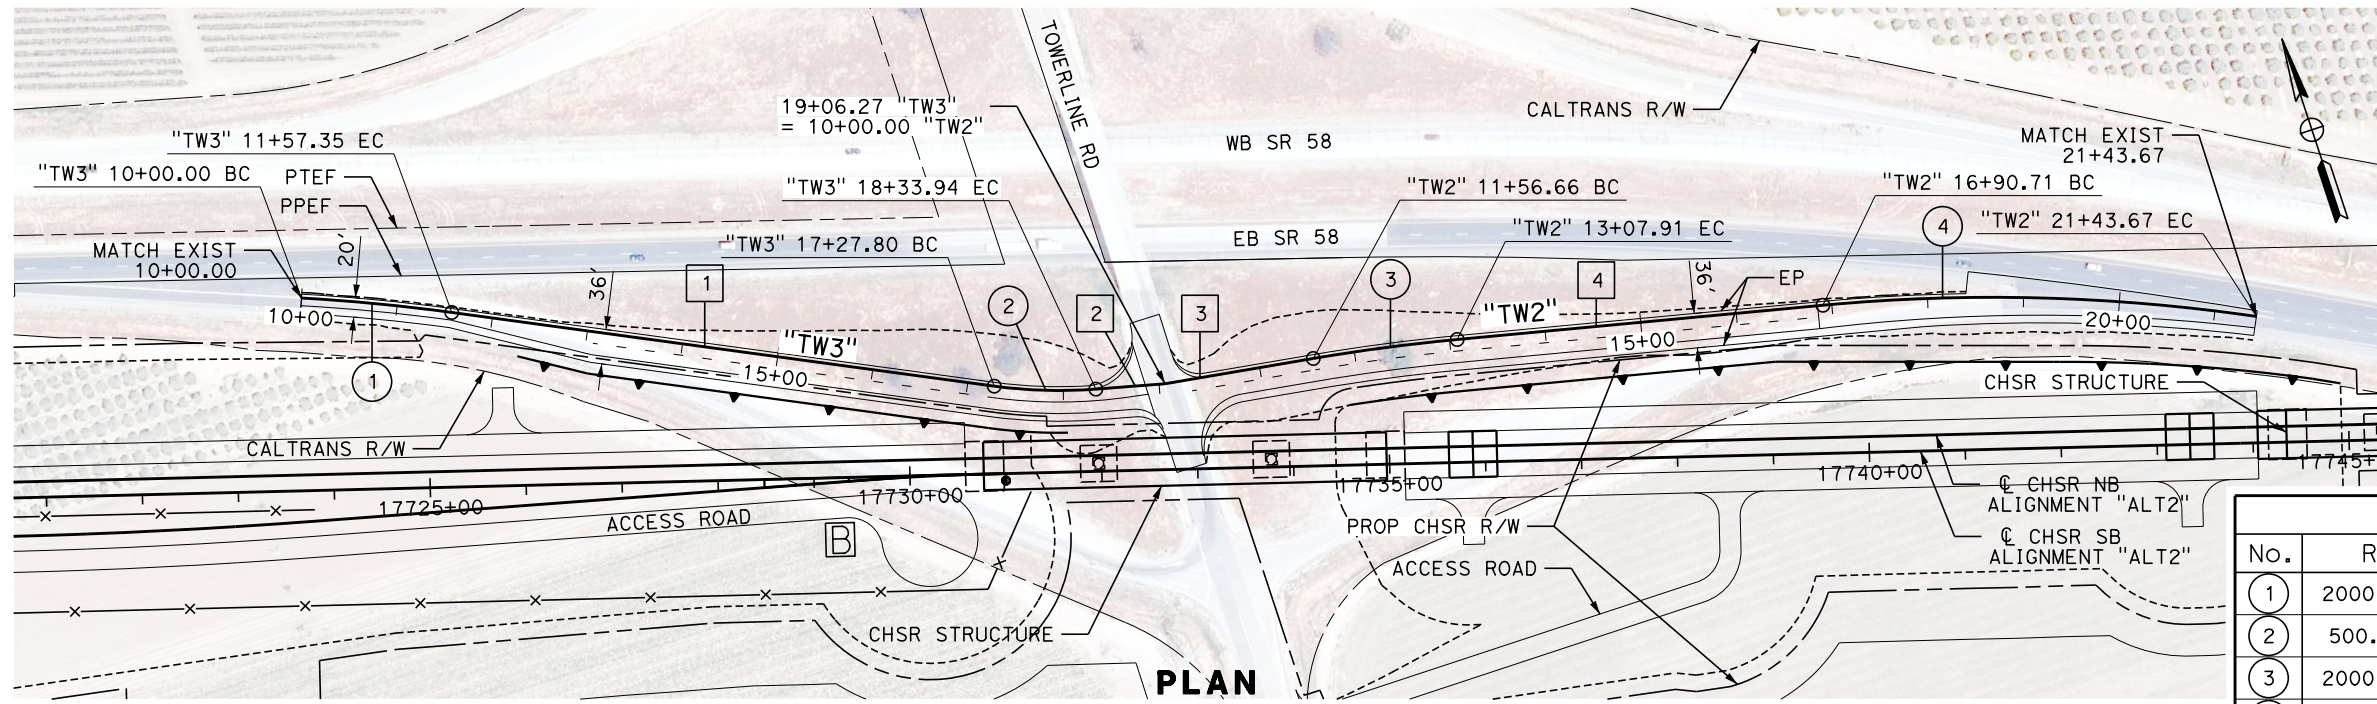 TOWERLINE RD
CALTRANS R/W
19+06.27 "TW3"
= 10+00.00 "TW2"
WB SR 58
MATCH EXIST
21+43.67
"TW3" 11+57.35 EC
"TW3" 10+00.00 BC
PTEF
PPEF
"TW3" 18+33.94 EC
"TW2" 11+56.66 BC
"TW2" 16+90.71 BC
"TW2" 13+07.91 EC
"TW2" 21+43.67 EC
4
MATCH EXIST
10+00.00
20'
"TW3" 17+27.80 BC
EB SR 58
36'
1
2
2
3
3
4
36'
EP
10+00
"TW3"
"TW2"
20+00
15+00
15+00
1
CHSR STRUCTURE
CALTRANS R/W
17725+00
17730+00
17735+00
17740+00
17745+
ACCESS ROAD
B
PROP CHSR R/W
℄ CHSR NB
ALIGNMENT "ALT2"
℄ CHSR SB
ALIGNMENT "ALT2"
ACCESS ROAD
CHSR STRUCTURE
PLAN
No. R
1 2000
2 500.
3 2000